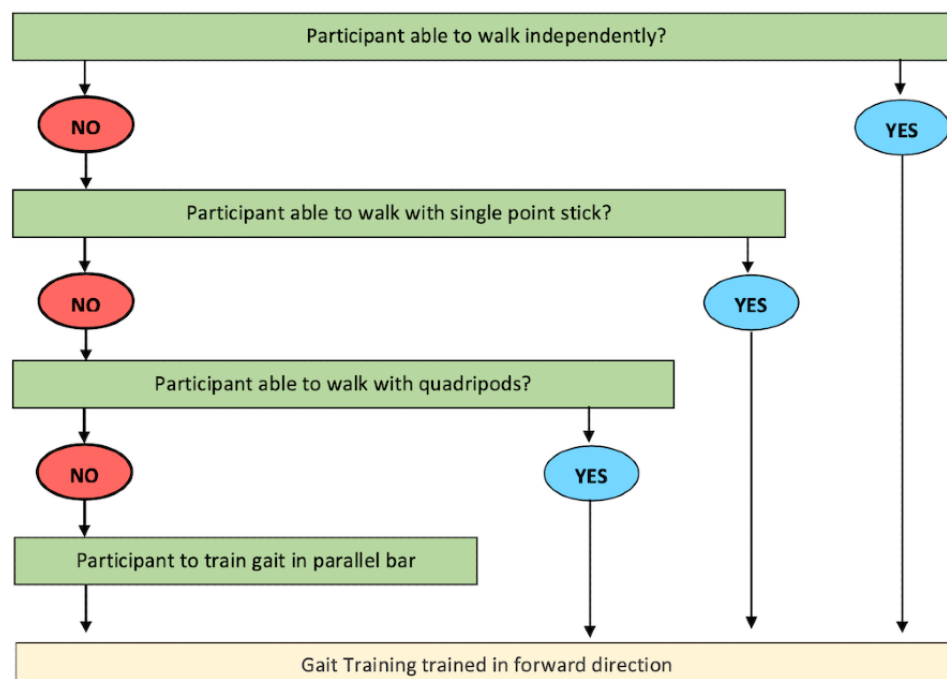 Participant able to walk independently?
NO
YES
Participant able to walk with single point stick?
NO
YES
Participant able to walk with quadripods?
NO
YES
Participant to train gait in parallel bar
Gait Training trained in forward direction